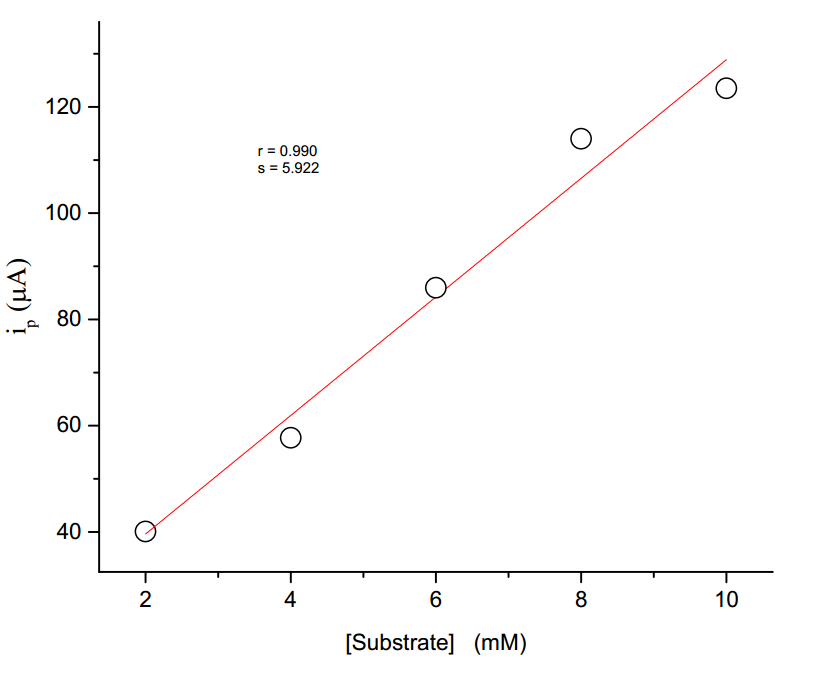 120
100
80
60
40
i_p (μA)
r = 0.990
s = 5.922
2 4 6 8 10
[Substrate] (mM)